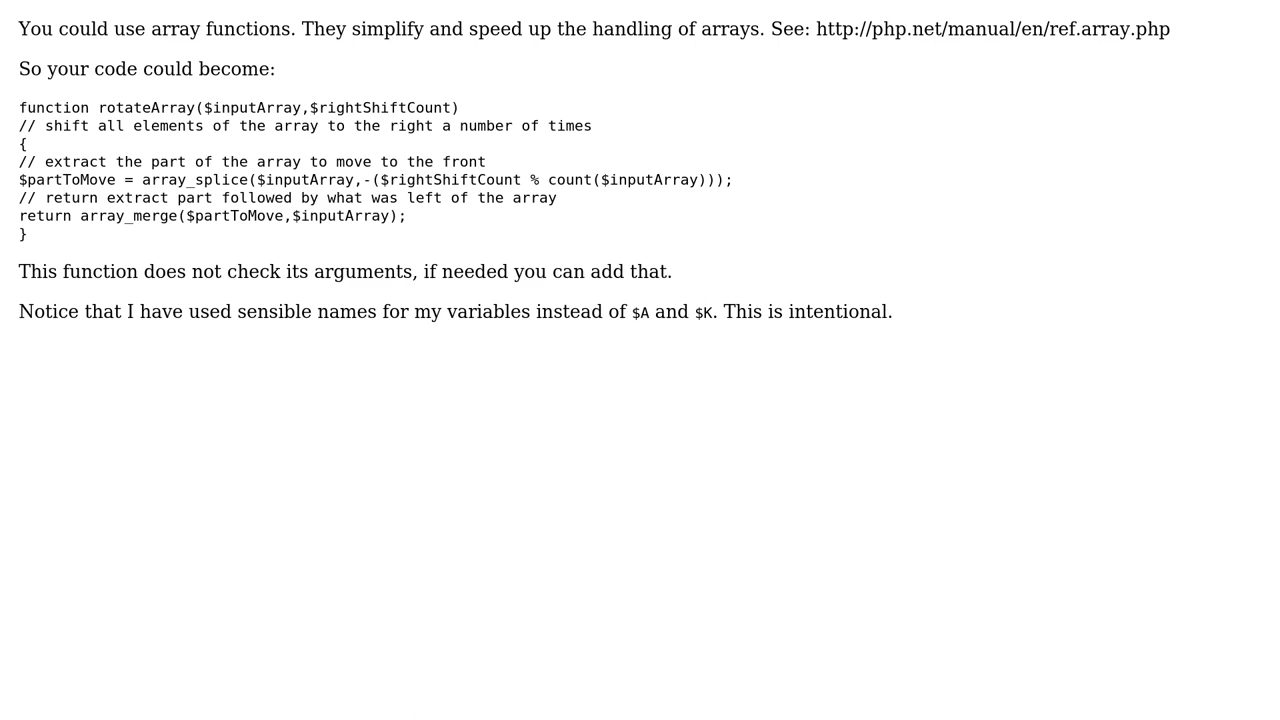 You could use array functions. They simplify and speed up the handling of arrays. See: http://php.net/manual/en/ref.array.php
So your code could become:
function rotateArray($inputArray,$rightShiftCount)
// shift all elements of the array to the right a number of times
{
// extract the part of the array to move to the front
$partToMove = array_splice($inputArray,-($rightShiftCount % count($inputArray)));
// return extract part followed by what was left of the array
return array_merge($partToMove,$inputArray);
}
This function does not check its arguments, if needed you can add that.
Notice that I have used sensible names for my variables instead of $A and $K. This is intentional.